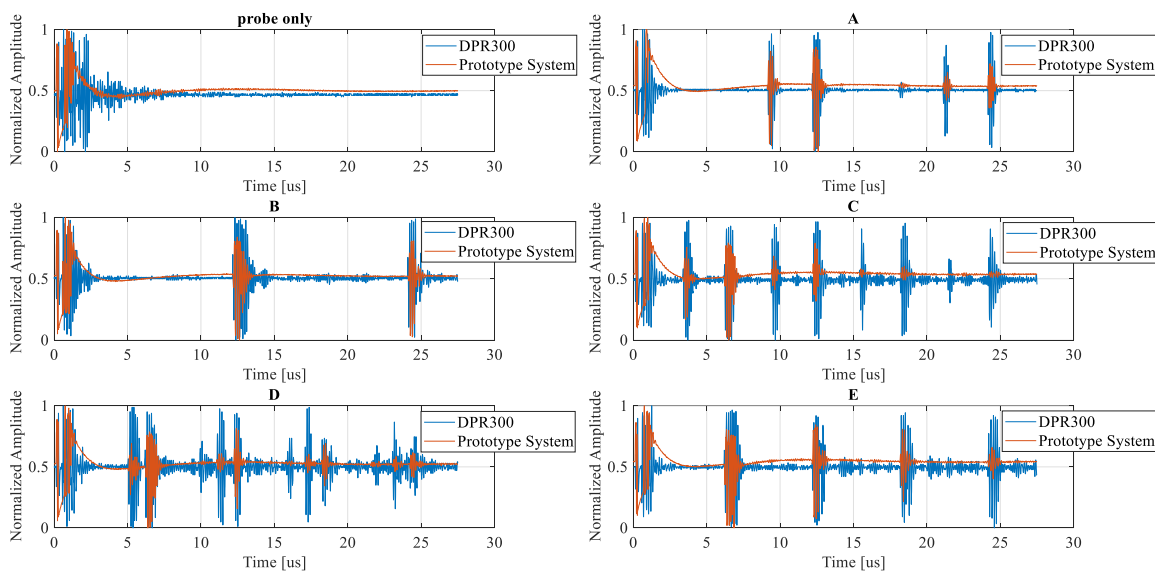 probe only
Normalized Amplitude
1
0.5
0
0 5 10 15 20 25 30
Time [us]
DPR300
Prototype System
A
Normalized Amplitude
1
0.5
0
0 5 10 15 20 25 30
Time [us]
DPR300
Prototype System
B
Normalized Amplitude
1
0.5
0
0 5 10 15 20 25 30
Time [us]
DPR300
Prototype System
C
Normalized Amplitude
1
0.5
0
0 5 10 15 20 25 30
Time [us]
DPR300
Prototype System
D
Normalized Amplitude
1
0.5
0
0 5 10 15 20 25 30
Time [us]
DPR300
Prototype System
E
Normalized Amplitude
1
0.5
0
0 5 10 15 20 25 30
Time [us]
DPR300
Prototype System